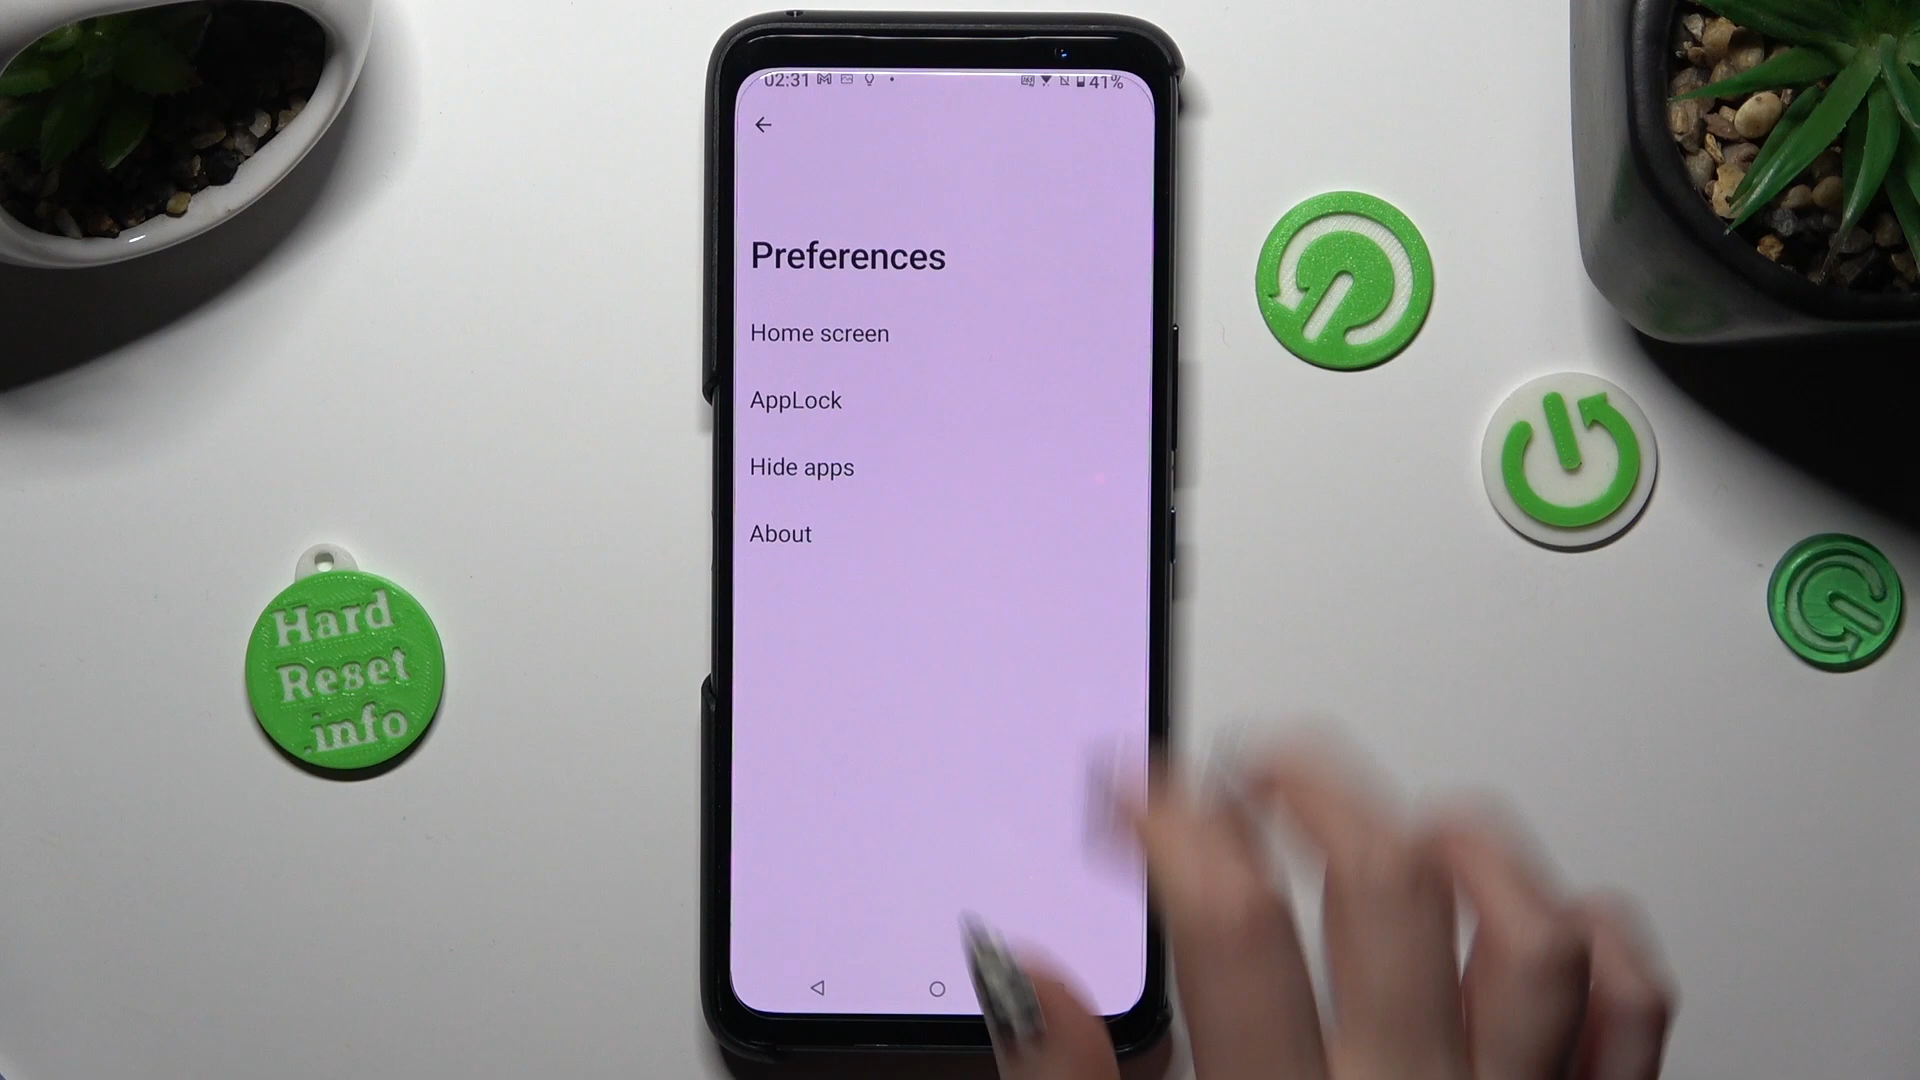 02:31
41%
Preferences
Home screen
AppLock
Hide apps
About
Hard
Reset
.info